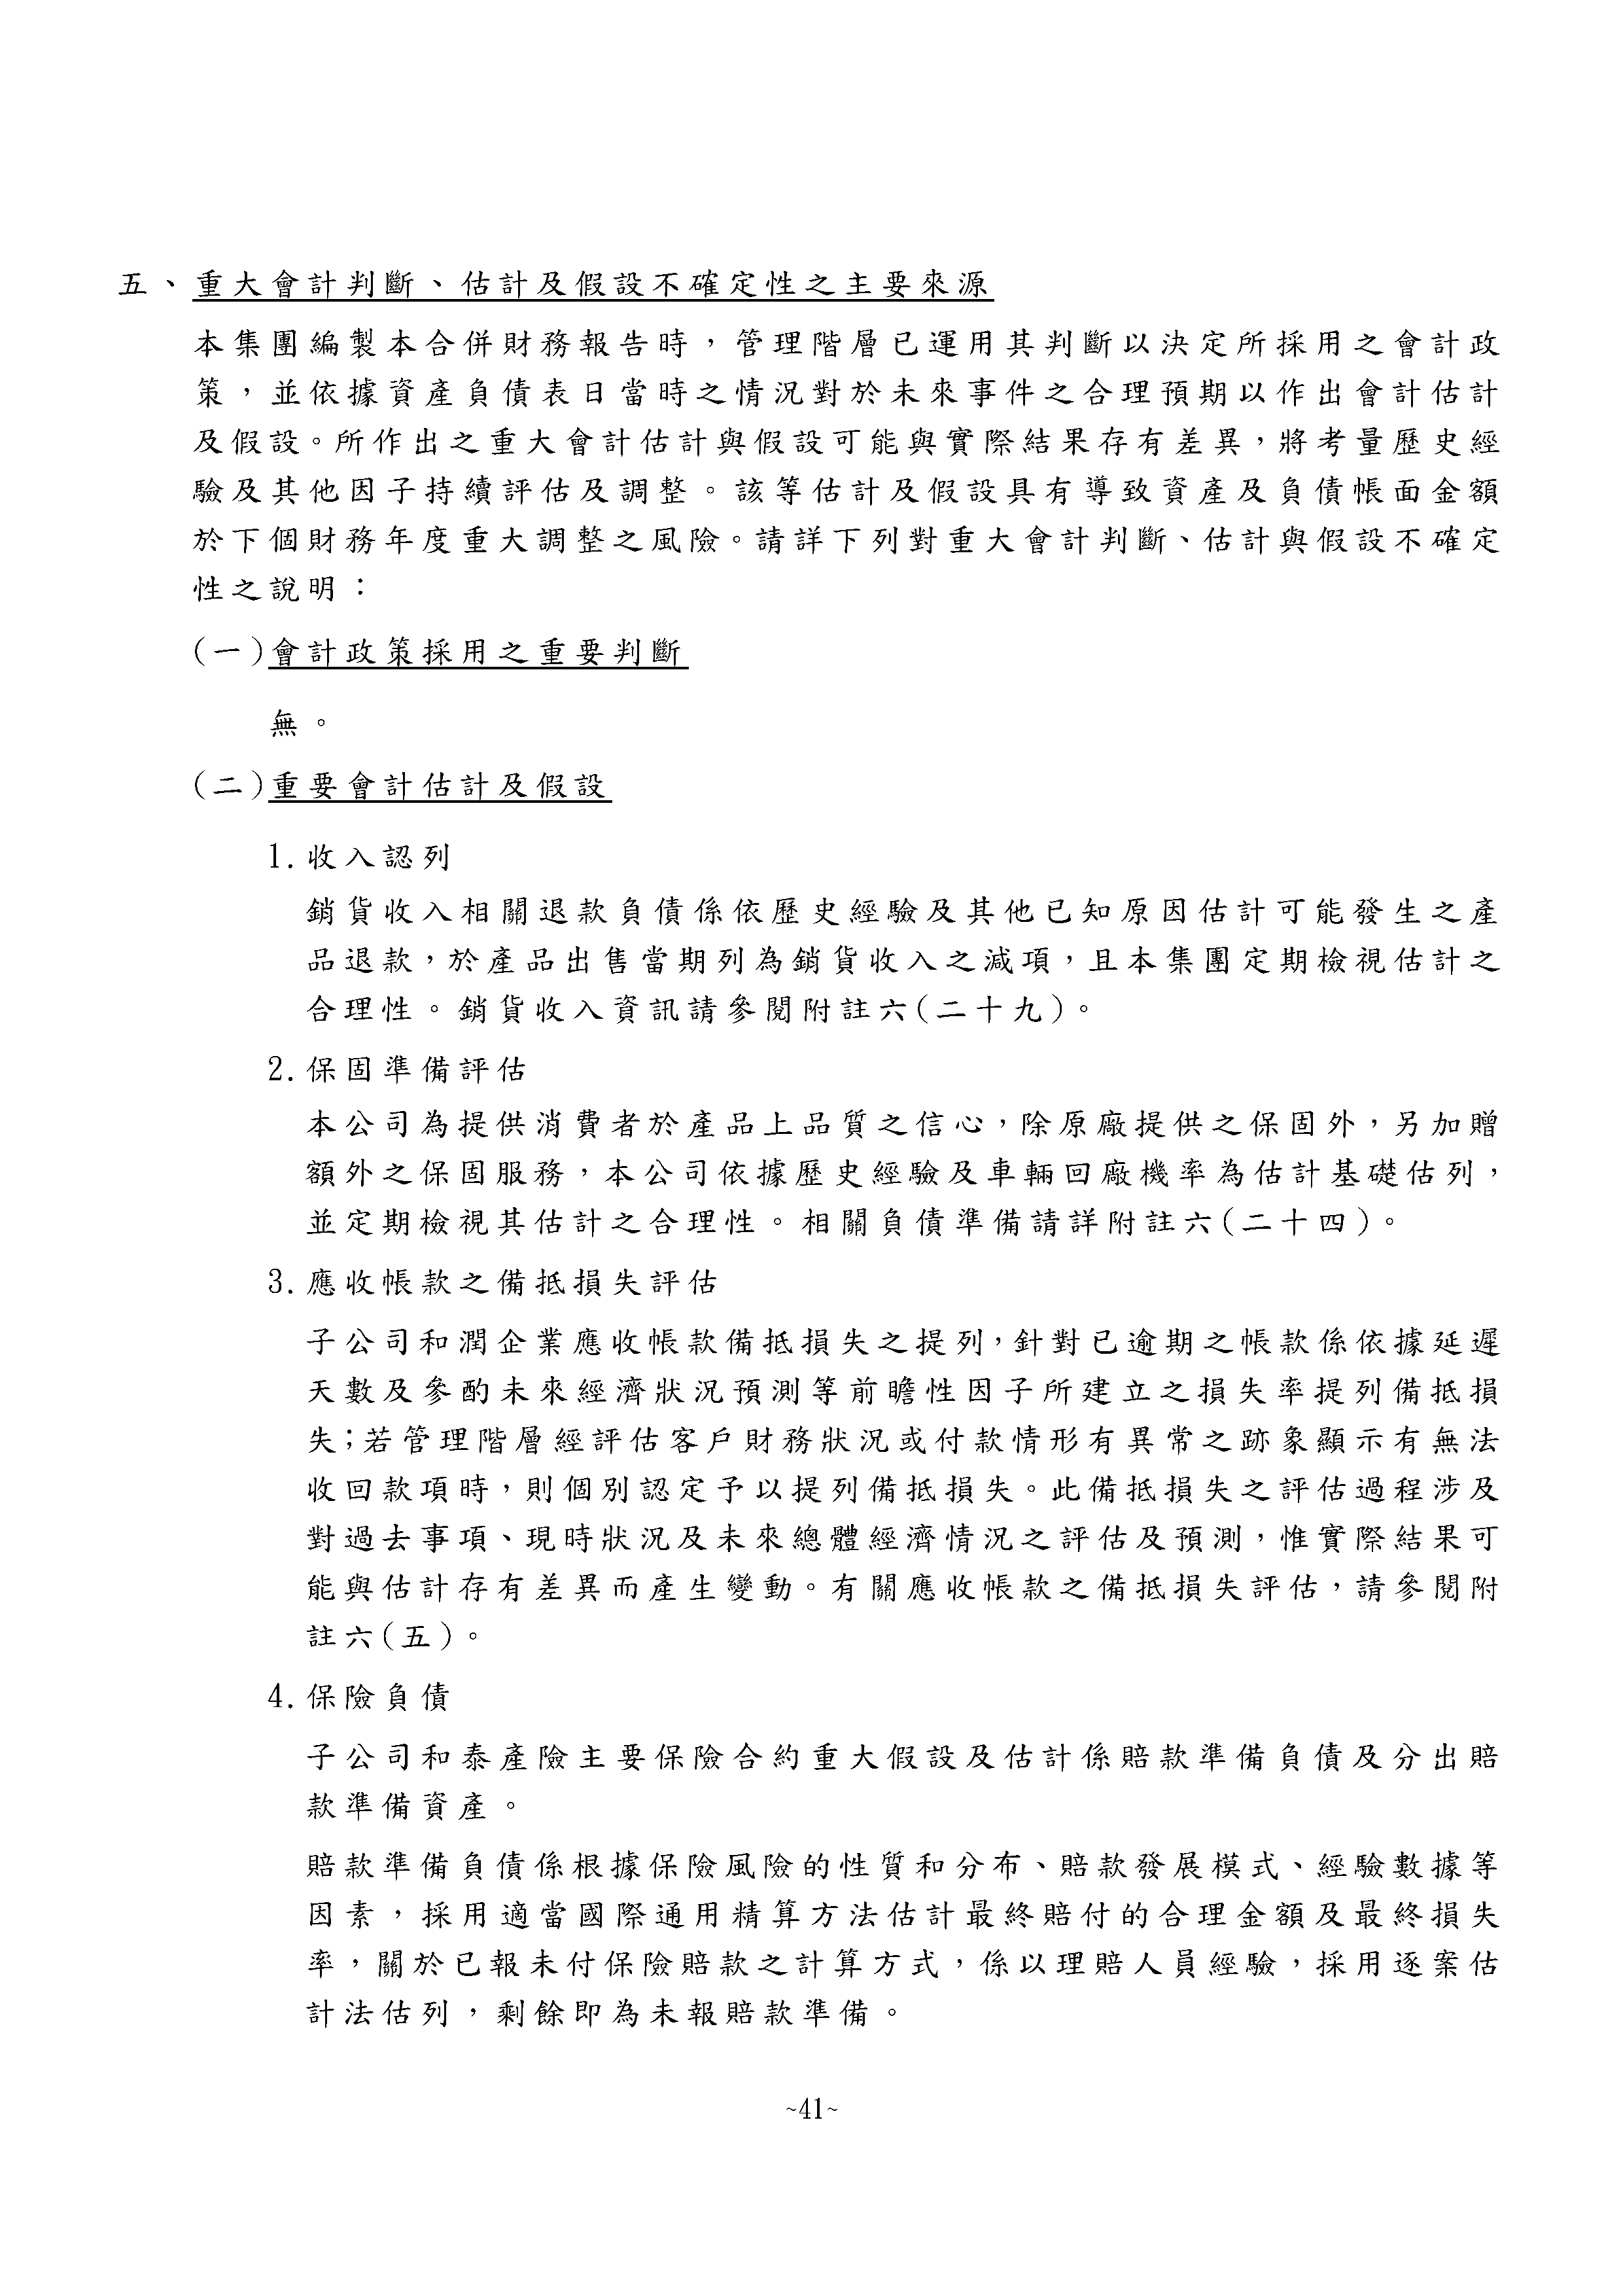 五、重大會計判斷、估計及假設不確定性之主要來源
本集團編製本合併財務報告時，管理階層已運用其判斷以決定所採用之會計政
策，並依據資產負債表日當時之情況對於未來事件之合理預期以作出會計估計
及假設。所作出之重大會計估計與假設可能與實際結果存有差異，將考量歷史經
驗及其他因子持續評估及調整。該等估計及假設具有導致資產及負債帳面金額
於下個財務年度重大調整之風險。請詳下列對重大會計判斷、估計與假設不確定
性之說明：
(一)會計政策採用之重要判斷
無。
(二)重要會計估計及假設
1.收入認列
銷貨收入相關退款負債係依歷史經驗及其他已知原因估計可能發生之產
品退款，於產品出售當期列為銷貨收入之減項，且本集團定期檢視估計之
合理性。銷貨收入資訊請參閱附註六(二十九)。
2.保固準備評估
本公司為提供消費者於產品上品質之信心，除原廠提供之保固外，另加贈
額外之保固服務，本公司依據歷史經驗及車輛回廠機率為估計基礎估列，
並定期檢視其估計之合理性。相關負債準備請詳附註六(二十四)。
3.應收帳款之備抵損失評估
子公司和潤企業應收帳款備抵損失之提列，針對已逾期之帳款係依據延遲
天數及參酌未來經濟狀況預測等前瞻性因子所建立之損失率提列備抵損
失；若管理階層經評估客戶財務狀況或付款情形有異常之跡象顯示有無法
收回款項時，則個別認定予以提列備抵損失。此備抵損失之評估過程涉及
對過去事項、現時狀況及未來總體經濟情況之評估及預測，惟實際結果可
能與估計存有差異而產生變動。有關應收帳款之備抵損失評估，請參閱附
註六(五)。
4.保險負債
子公司和泰產險主要保險合約重大假設及估計係賠款準備負債及分出賠
款準備資產。
賠款準備負債係根據保險風險的性質和分布、賠款發展模式、經驗數據等
因素，採用適當國際通用精算方法估計最終賠付的合理金額及最終損失
率，關於已報未付保險賠款之計算方式，係以理賠人員經驗，採用逐案估
計法估列，剩餘即為未報賠款準備。
~41~